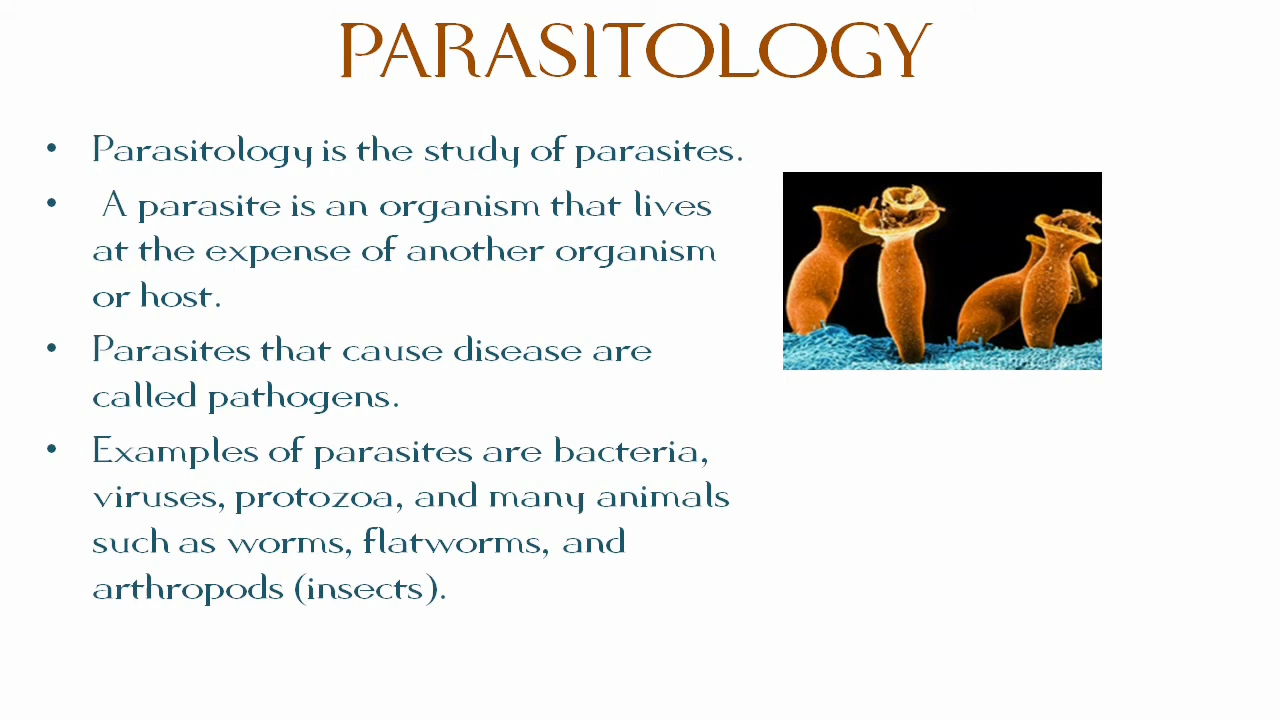 PARASITOLOGY
• Parasitology is the study of parasites.
• A parasite is an organism that lives
at the expense of another organism
or host.
• Parasites that cause disease are
called pathogens.
• Examples of parasites are bacteria,
viruses, protozoa, and many animals
such as worms, flatworms, and
arthropods (insects).